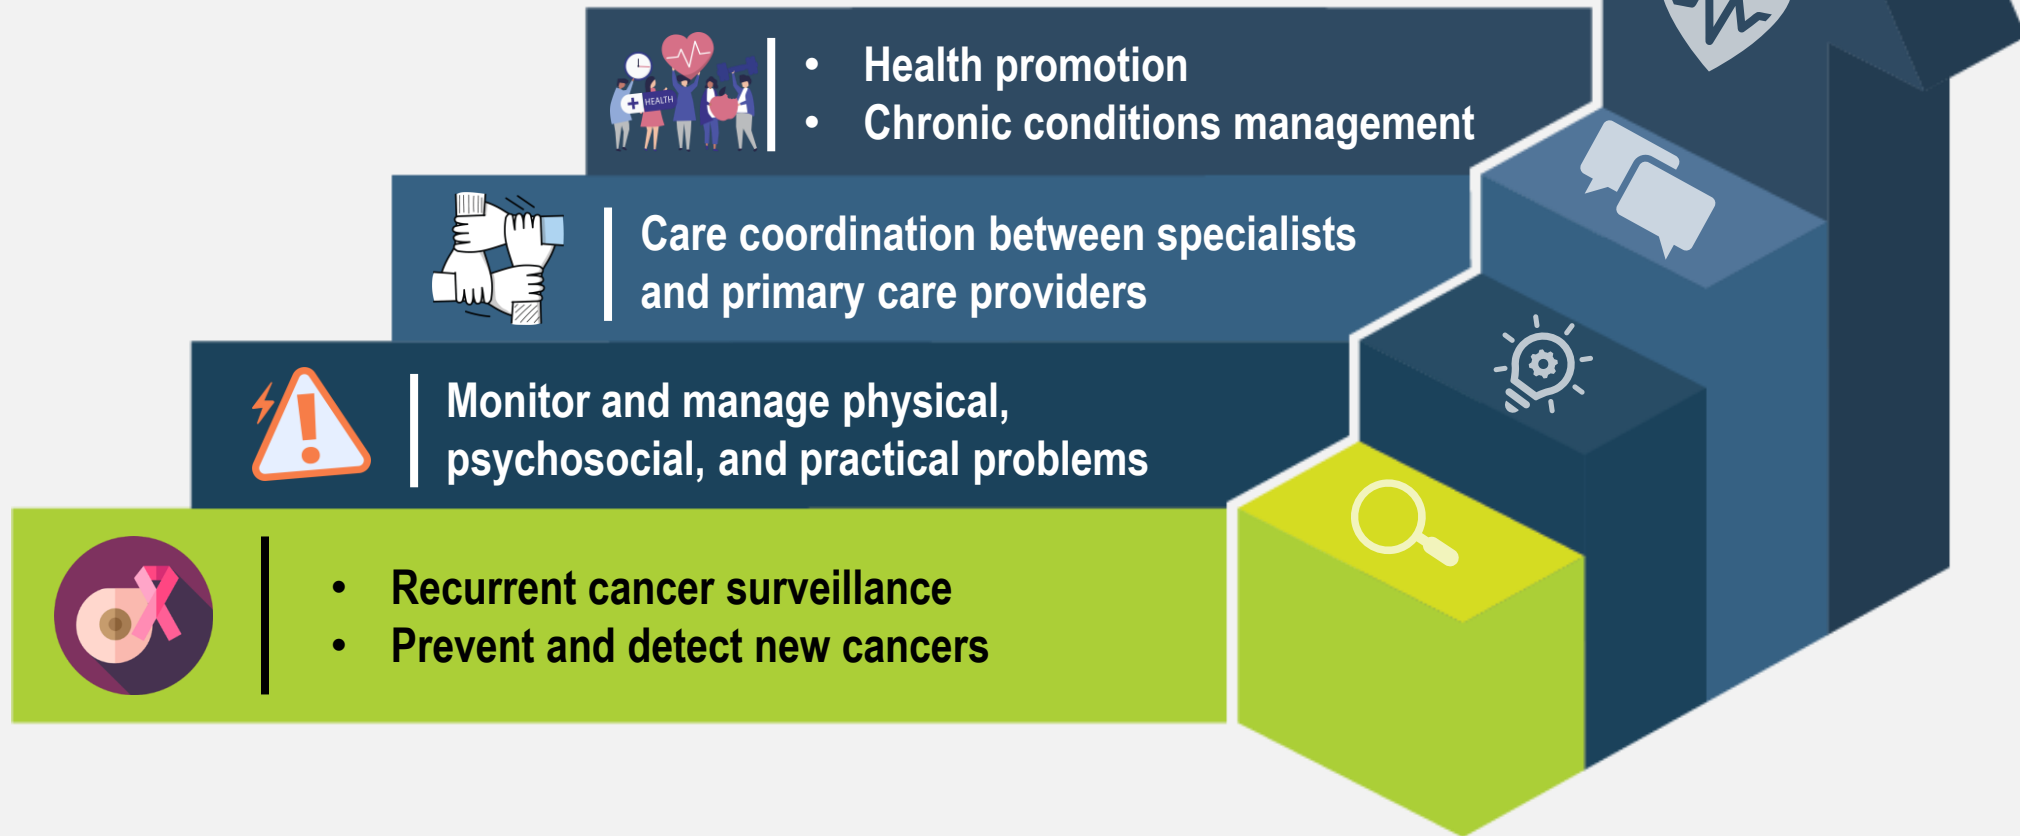 HEALTH
• Health promotion
• Chronic conditions management
Care coordination between specialists
and primary care providers
Monitor and manage physical,
psychosocial, and practical problems
• Recurrent cancer surveillance
• Prevent and detect new cancers